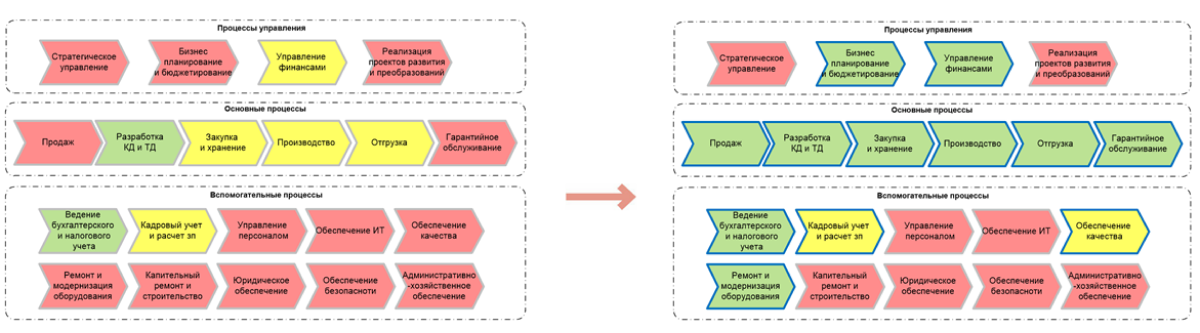 Процессы управления
Стратегическое
управление
Бизнес
планирование
и бюджетирование
Управление
финансами
Реализация
проектов развития
и преобразований
Основные процессы
Продаж
Разработка
КД и ТД
Закупка
и хранение
Производство
Отгрузка
Гарантийное
обслуживание
Вспомогательные процессы
Ведение
бухгалтерского
и налогового
учета
Кадровый учет
и расчет зп
Управление
персоналом
Обеспечение ИТ
Обеспечение
качества
Ремонт и
модернизация
оборудования
Капительный
ремонт и
строительство
Юридическое
обеспечение
Обеспечение
безопасноти
Административно
-хозяйственное
обеспечение
Процессы управления
Стратегическое
управление
Бизнес
планирование
и бюджетирование
Управление
финансами
Реализация
проектов развития
и преобразований
Основные процессы
Продаж
Разработка
КД и ТД
Закупка
и хранение
Производство
Отгрузка
Гарантийное
обслуживание
Вспомогательные процессы
Ведение
бухгалтерского
и налогового
учета
Кадровый учет
и расчет зп
Управление
персоналом
Обеспечение ИТ
Обеспечение
качества
Ремонт и
модернизация
оборудования
Капительный
ремонт и
строительство
Юридическое
обеспечение
Обеспечение
безопасноти
Административно
-хозяйственное
обеспечение